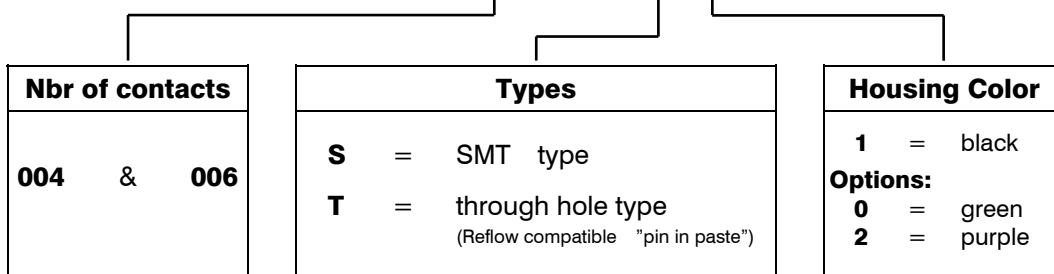 Nbr of contacts
004 & 006
Types
S = SMT type
T = through hole type
(Reflow compatible ”pin in paste”)
Housing Color
1 = black
Options:
0 = green
2 = purple